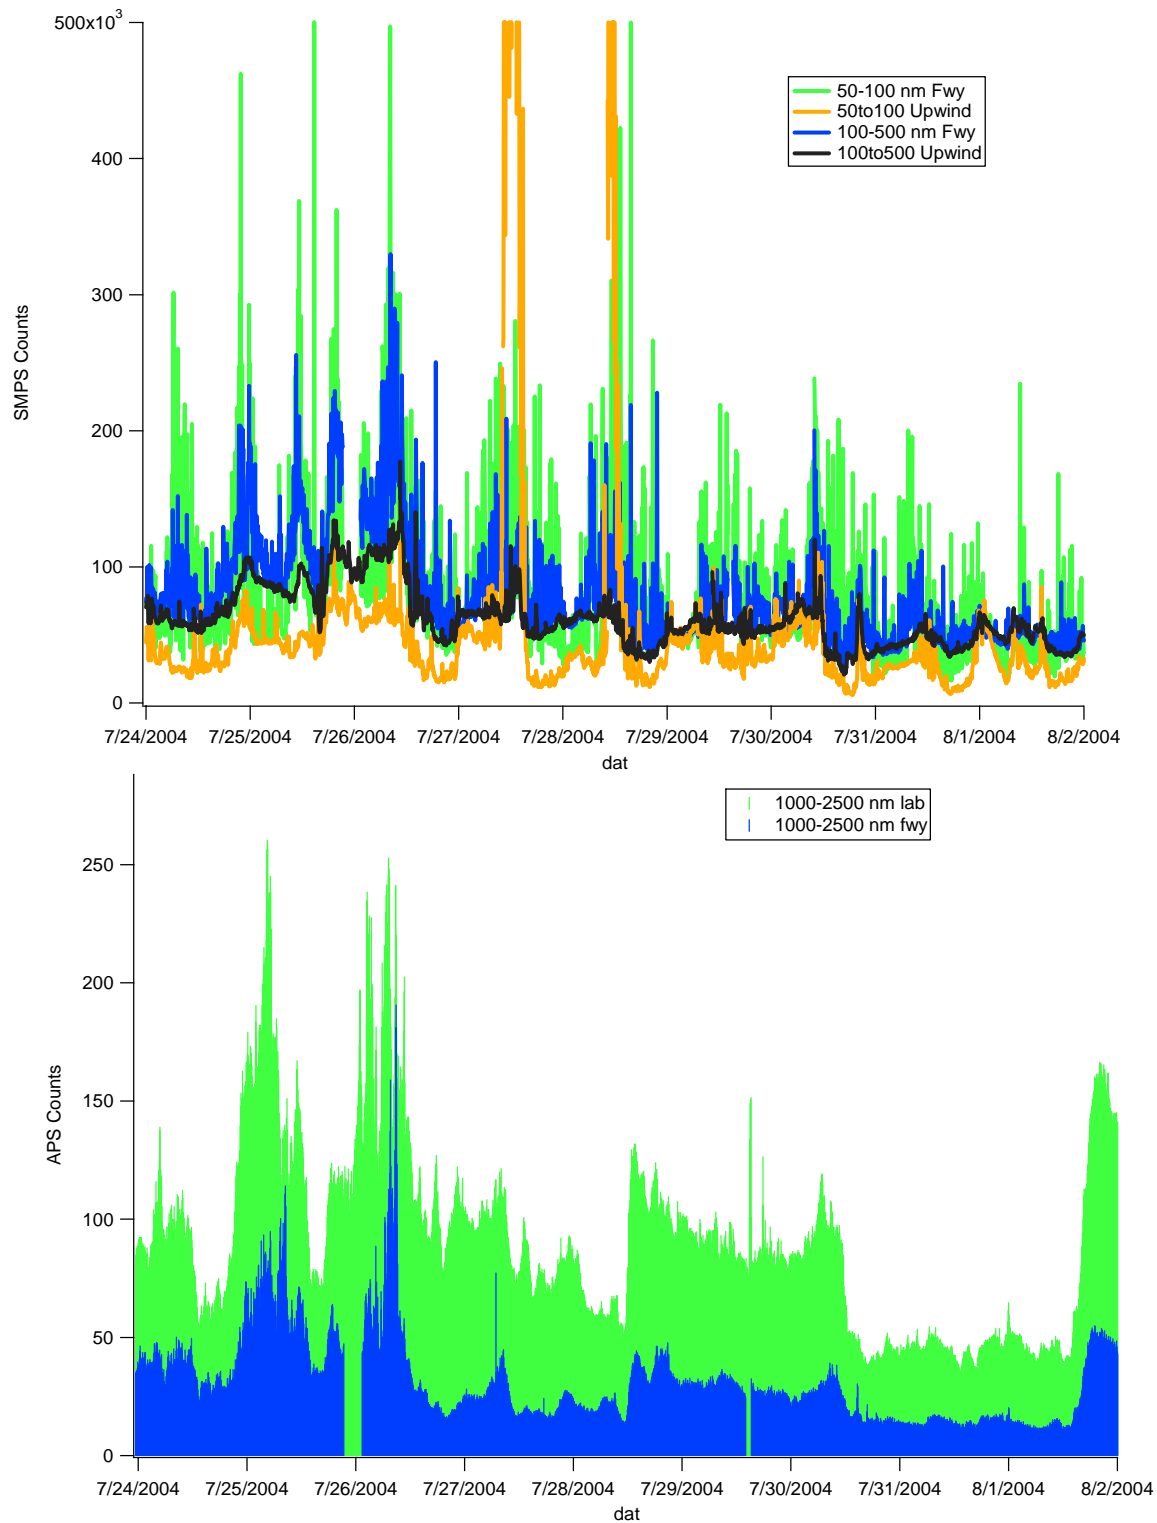 500x10³
400
300
200
100
0
SMPS Counts
50-100 nm Fwy
50to100 Upwind
100-500 nm Fwy
100to500 Upwind
7/24/2004 7/25/2004 7/26/2004 7/27/2004 7/28/2004 7/29/2004 7/30/2004 7/31/2004 8/1/2004 8/2/2004
dat
1000-2500 nm lab
1000-2500 nm fwy
250
200
150
100
50
0
APS Counts
7/24/2004 7/25/2004 7/26/2004 7/27/2004 7/28/2004 7/29/2004 7/30/2004 7/31/2004 8/1/2004 8/2/2004
dat